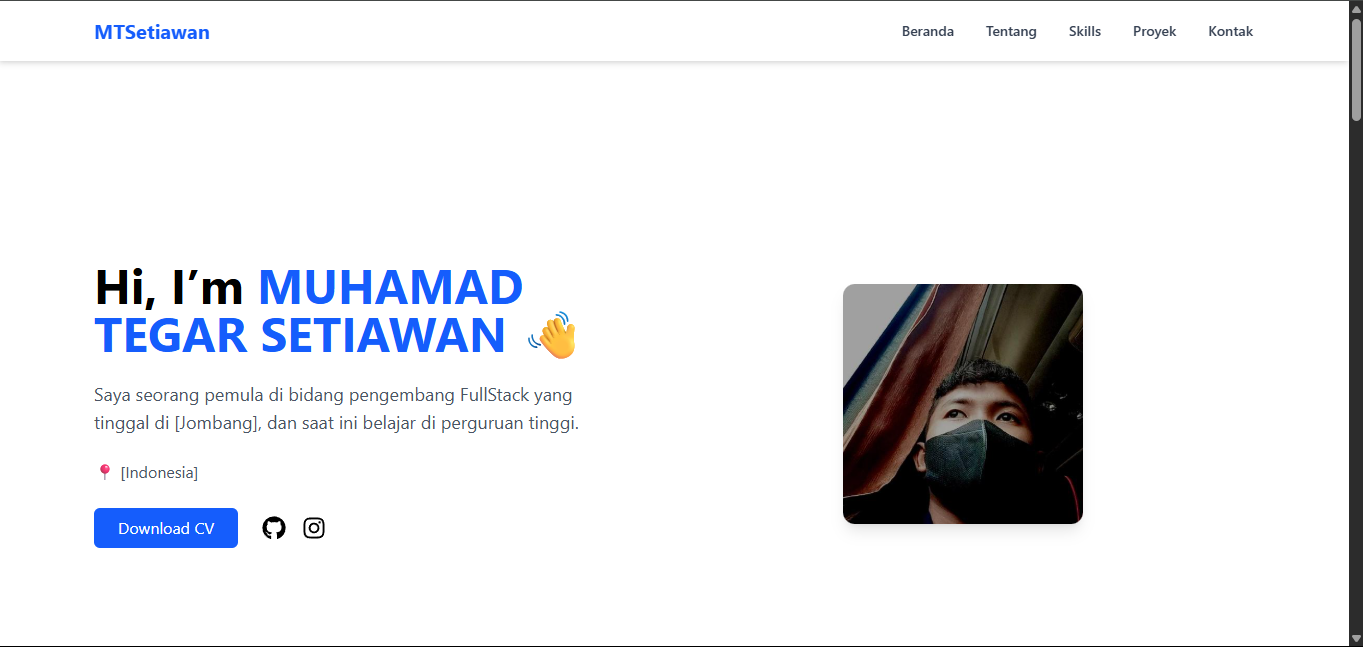 MTSetiawan
Beranda Tentang Skills Proyek Kontak
Hi, I’m MUHAMAD
TEGAR SETIAWAN 👋
Saya seorang pemula di bidang pengembang FullStack yang
tinggal di [Jombang], dan saat ini belajar di perguruan tinggi.
📍 [Indonesia]
Download CV